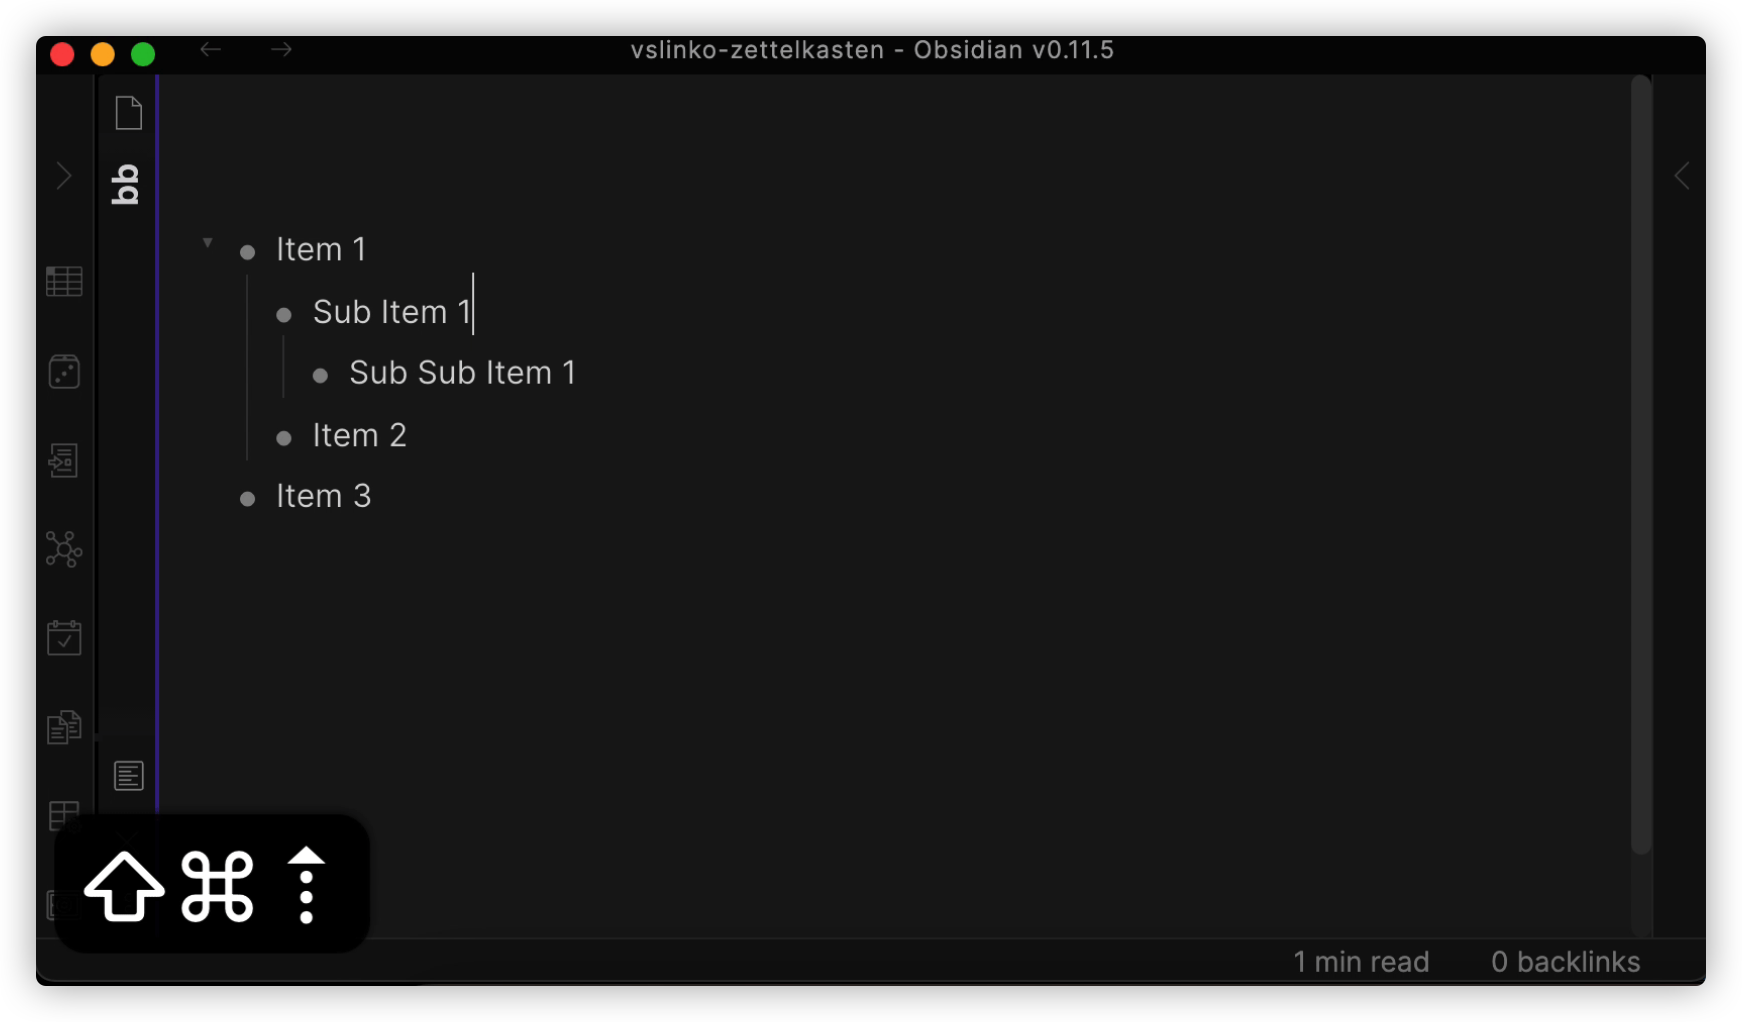 vslinko-zettelkasten - Obsidian v0.11.5
bb
Item 1
Sub Item 1
Sub Sub Item 1
Item 2
Item 3
1 min read 0 backlinks